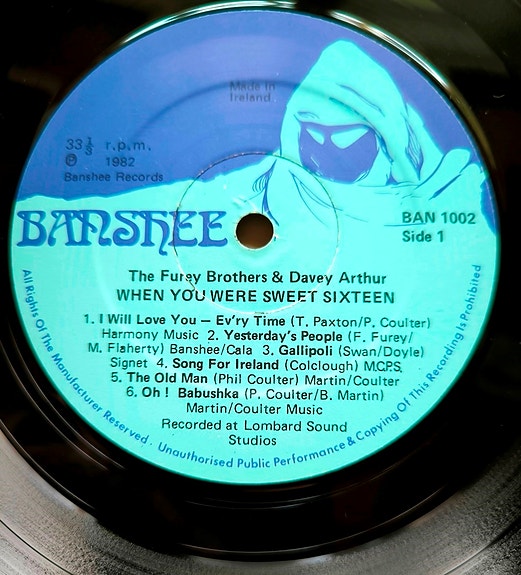 Made in
Ireland.
33⅓ r.p.m.
℗ 1982
Banshee Records
BANSHEE
BAN 1002
Side 1
The Furey Brothers & Davey Arthur
WHEN YOU WERE SWEET SIXTEEN
1. I Will Love You — Ev'ry Time (T. Paxton/P. Coulter)
Harmony Music 2. Yesterday's People (F. Furey/
M. Flaherty) Banshee/Cala 3. Gallipoli (Swan/Doyle)
Signet 4. Song For Ireland (Colclough) M.C.P.S.
5. The Old Man (Phil Coulter) Martin/Coulter
6. Oh ! Babushka (P. Coulter/B. Martin)
Martin/Coulter Music
Recorded at Lombard Sound
Studios
All Rights Of The Manufacturer Reserved. Unauthorised Public Performance & Copying Of This Recording Is Prohibited